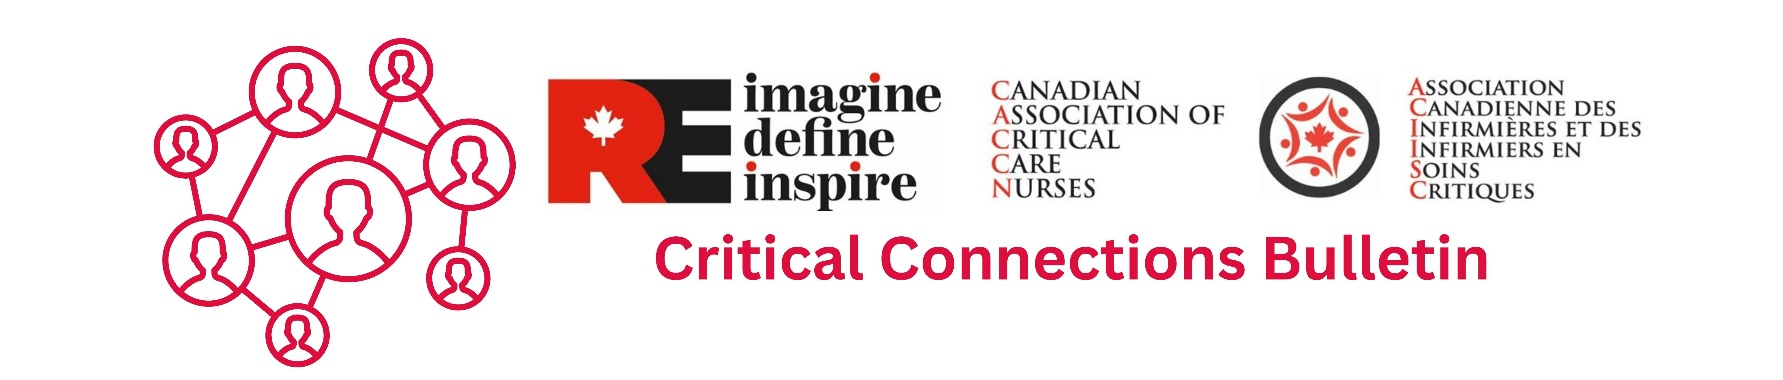 RE imagine
define
inspire
CANADIAN
ASSOCIATION OF
CRITICAL
CARE
NURSES
ASSOCIATION
CANADIENNE DES
INFIRMIÈRES ET DES
INFIRMIERS EN
SOINS
CRITIQUES
Critical Connections Bulletin